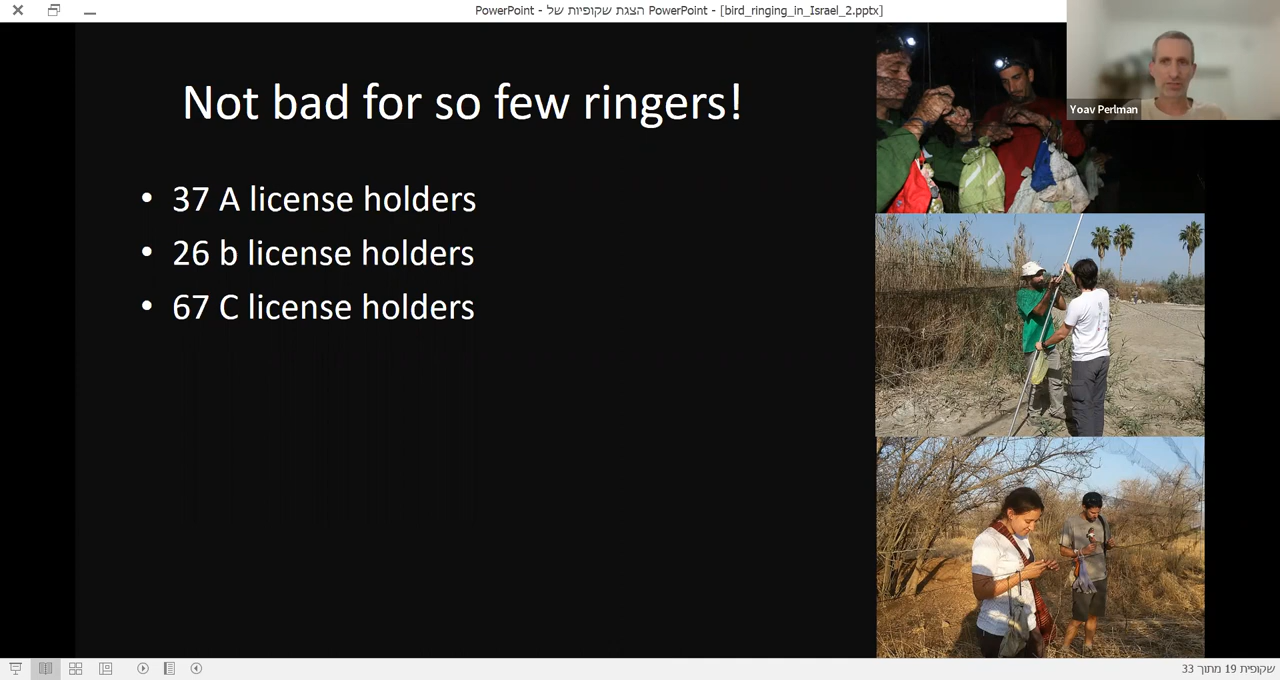 PowerPoint - הצגת שקופיות של PowerPoint - [bird_ringing_in_Israel_2.pptx]
Yoav Perlman
Not bad for so few ringers!
• 37 A license holders
• 26 b license holders
• 67 C license holders
שקופית 19 מתוך 33